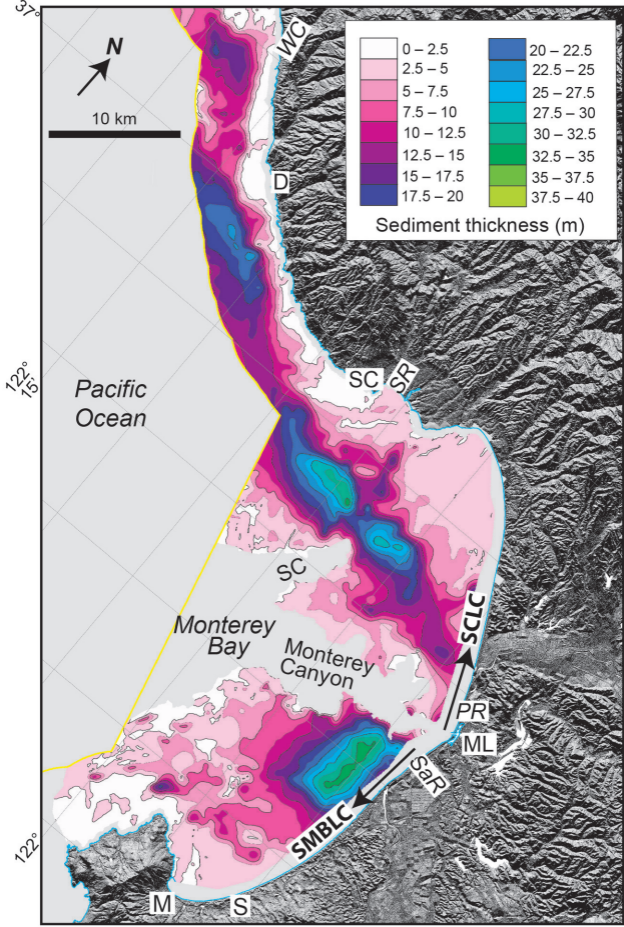 37°
WC
N
10 km
0 – 2.5
2.5 – 5
5 – 7.5
7.5 – 10
10 – 12.5
12.5 – 15
15 – 17.5
17.5 – 20
20 – 22.5
22.5 – 25
25 – 27.5
27.5 – 30
30 – 32.5
32.5 – 35
35 – 37.5
37.5 – 40
Sediment thickness (m)
D
122°
15'
SC
SR
Pacific
Ocean
SC
Monterey
Bay
Monterey
Canyon
SCLC
PR
ML
SaR
SMBLC
122°
M
S